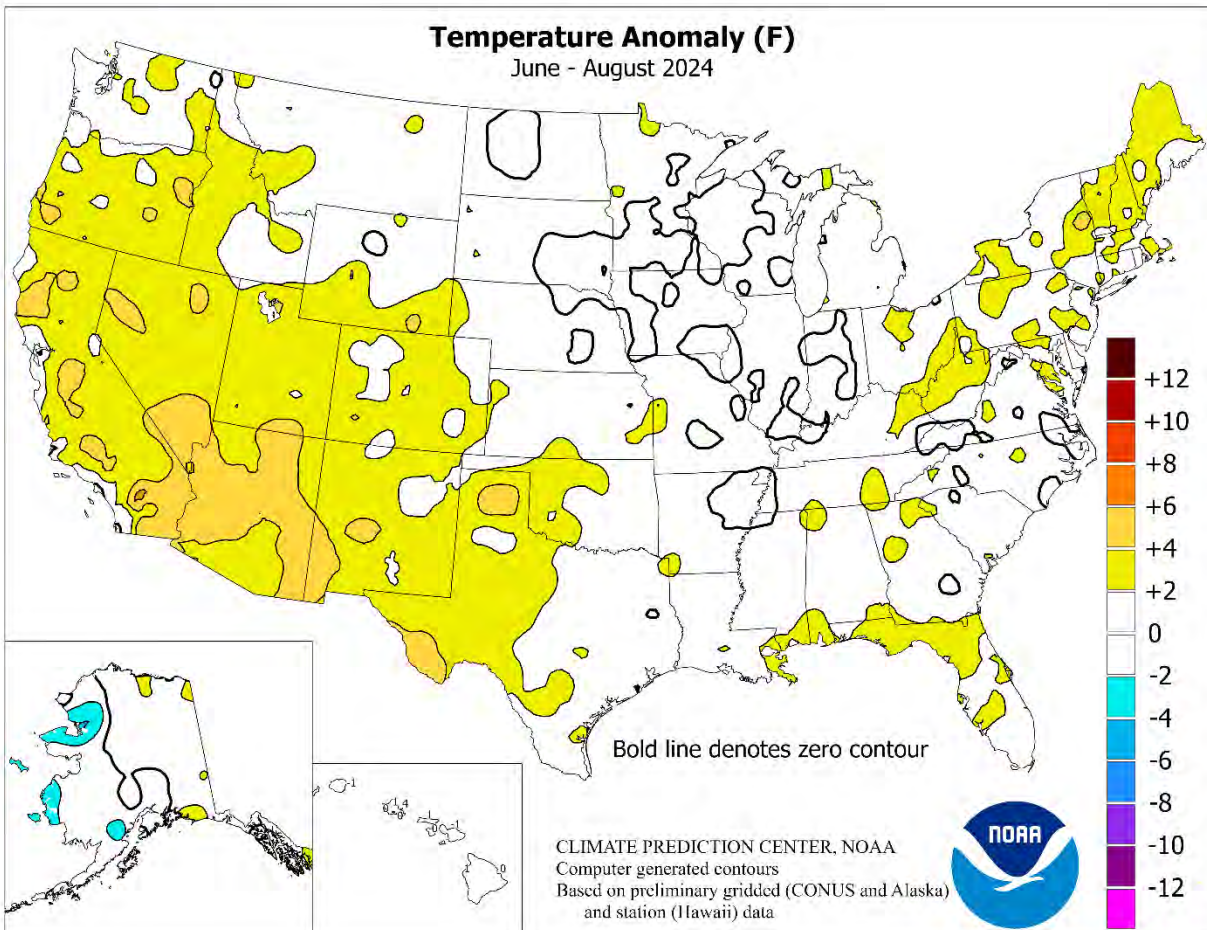 Temperature Anomaly (F)
June - August 2024
+12
+10
+8
+6
+4
+2
0
-2
-4
-6
-8
-10
-12
Bold line denotes zero contour
NOAA
CLIMATE PREDICTION CENTER, NOAA
Computer generated contours
Based on preliminary gridded (CONUS and Alaska)
and station (Hawaii) data
-1
0